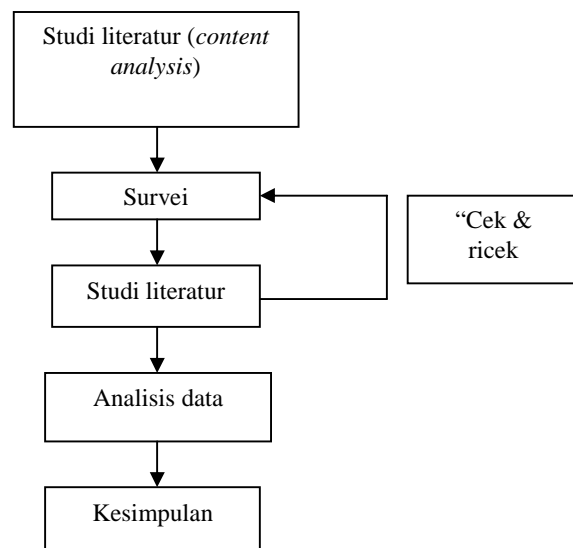 Studi literatur (content
analysis)
Survei
“Cek &
ricek
Studi literatur
Analisis data
Kesimpulan